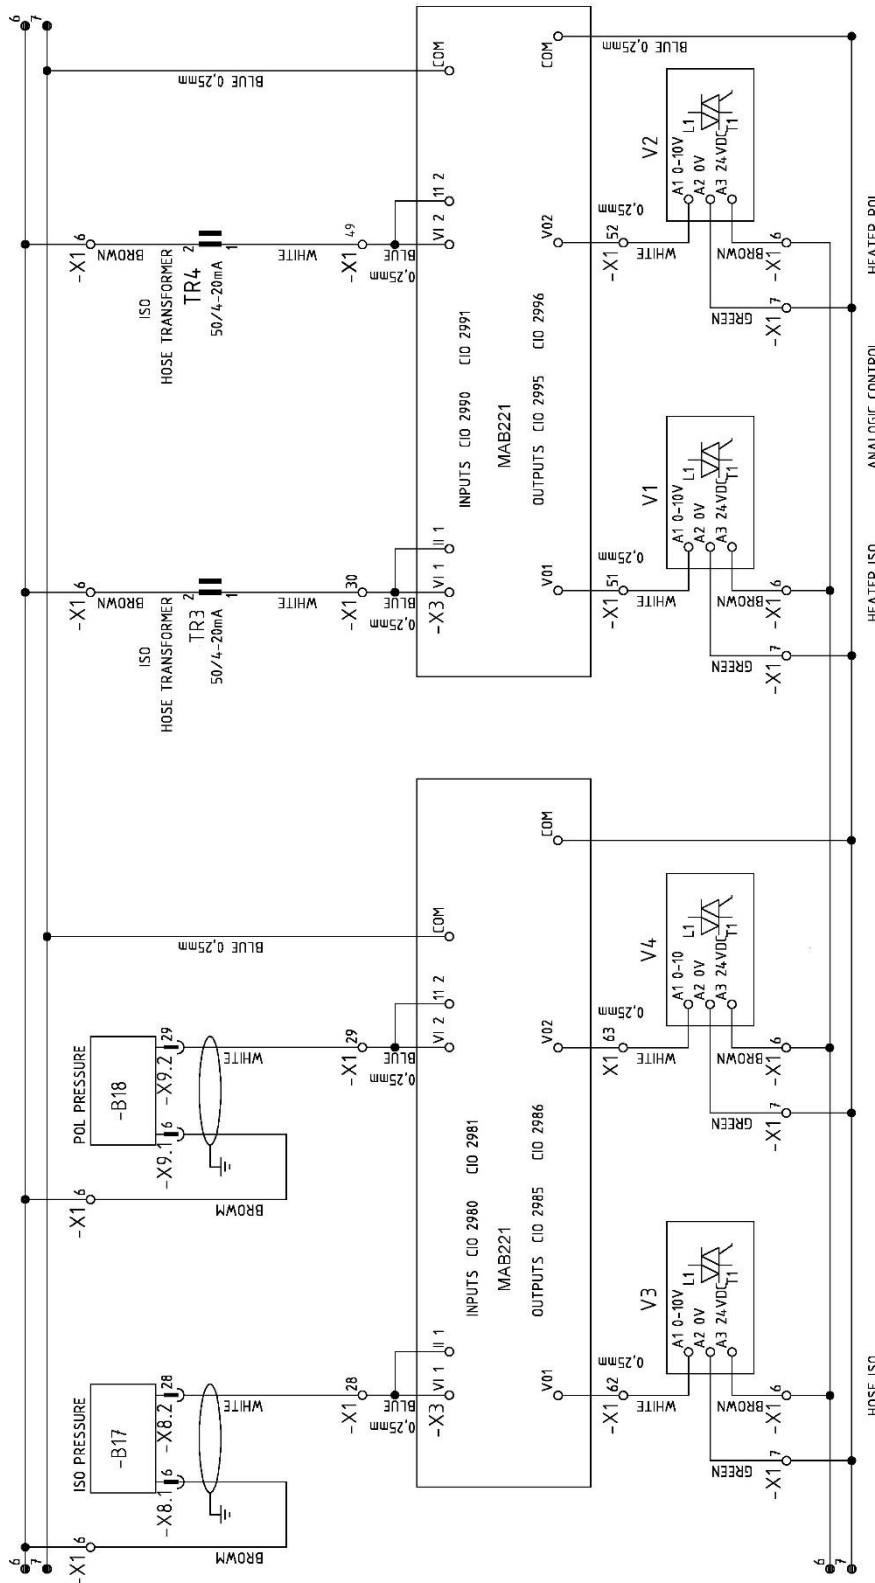 6
7
-X1 6
BROWM
ISO PRESSURE
-B17
-X8.1 6
-X8.2 28
WHITE
-X1 28
BLUE
0,25mm
-X1 6
BROWM
POL PRESSURE
-B18
-X9.1 6
-X9.2 29
WHITE
-X1 29
BLUE
0,25mm
BLUE 0,25mm
-X1 6
BROWN
ISO
HOSE TRANSFORMER
TR3
50/4-20mA
2
1
WHITE
-X1 30
BLUE
0,25mm
-X1 6
BROWN
ISO
HOSE TRANSFORMER
TR4
50/4-20mA
2
1
WHITE
-X1 49
BLUE
0,25mm
BLUE 0,25mm
6
7
-X3
VI 1
II 1
VI 2
11 2
COM
INPUTS CIO 2980 CIO 2981
MAB221
OUTPUTS CIO 2985 CIO 2986
VO1
VO2
COM
-X3
VI 1
II 1
VI 2
11 2
COM
INPUTS CIO 2990 CIO 2991
MAB221
OUTPUTS CIO 2995 CIO 2996
VO1
VO2
COM
-X1 62
0,25mm
WHITE
V3
A1 0-10V
A2 0V
A3 24VDC
L1
T1
GREEN
BROWN
-X1 7
-X1 6
X1 63
0,25mm
WHITE
V4
A1 0-10
A2 0V
A3 24VDC
L1
T1
GREEN
BROWN
-X1 7
-X1 6
-X1 51
0,25mm
WHITE
V1
A1 0-10V
A2 0V
A3 24VDC
L1
T1
GREEN
BROWN
-X1 7
-X1 6
-X1 52
0,25mm
WHITE
V2
A1 0-10V
A2 0V
A3 24VDC
L1
T1
GREEN
BROWN
-X1 7
-X1 6
BLUE 0,25mm
6
7
HOSE ISO
HEATER ISO
ANALOGIC CONTROL
HEATER POL